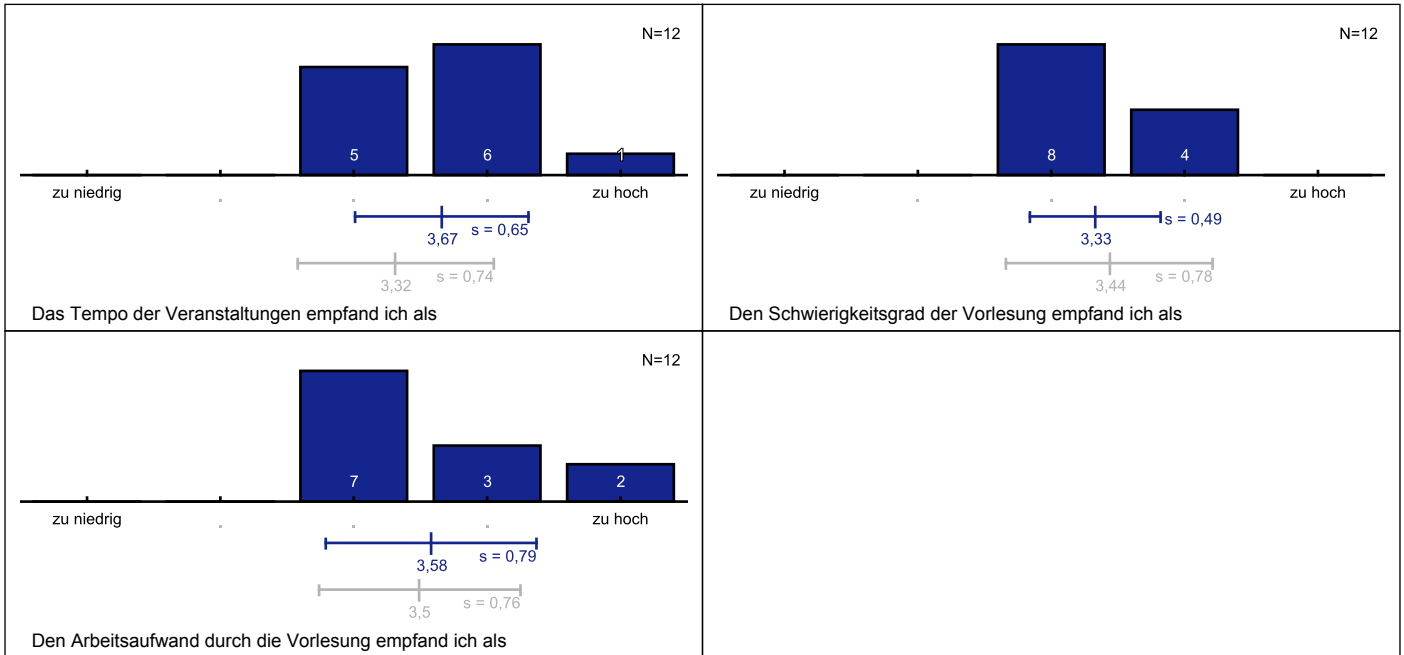 N=12
5
6
1
zu niedrig
.
.
.
zu hoch
3,67
s = 0,65
3,32
s = 0,74
Das Tempo der Veranstaltungen empfand ich als
N=12
8
4
zu niedrig
.
.
.
zu hoch
3,33
s = 0,49
3,44
s = 0,78
Den Schwierigkeitsgrad der Vorlesung empfand ich als
N=12
7
3
2
zu niedrig
.
.
.
zu hoch
3,58
s = 0,79
3,5
s = 0,76
Den Arbeitsaufwand durch die Vorlesung empfand ich als